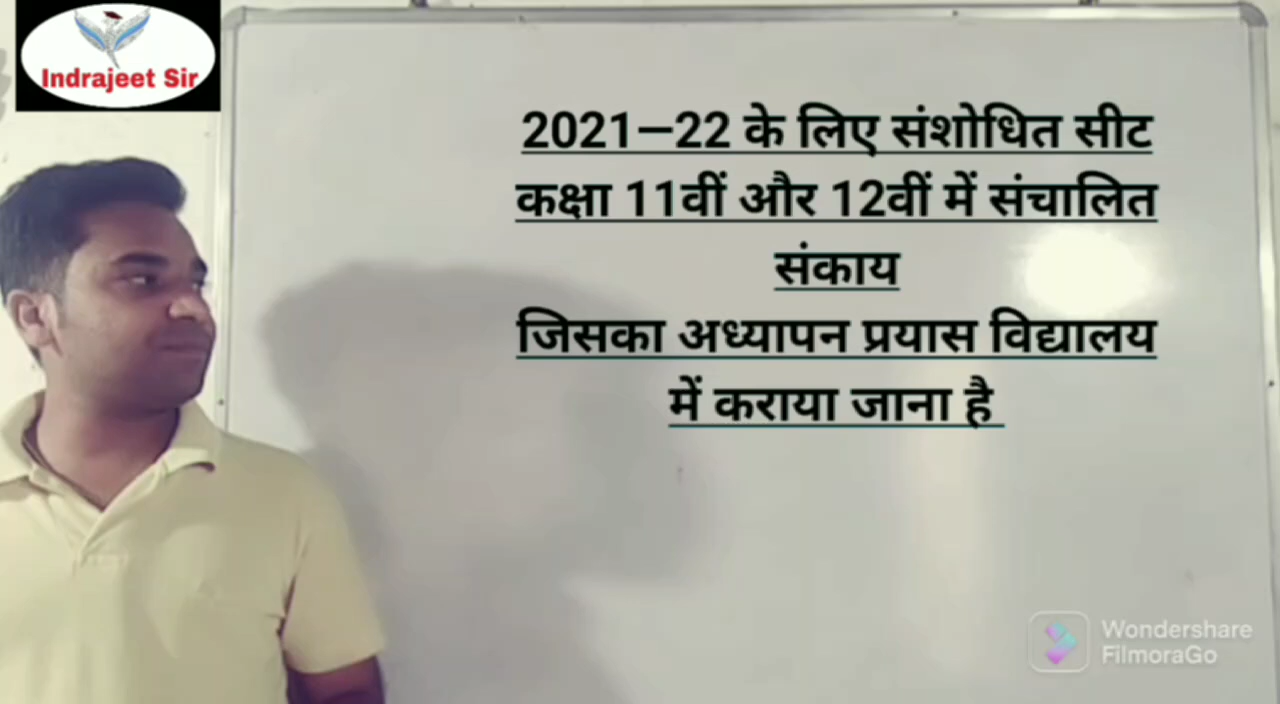 Indrajeet Sir
2021—22 के लिए संशोधित सीट
कक्षा 11वीं और 12वीं में संचालित
संकाय
जिसका अध्यापन प्रयास विद्यालय
में कराया जाना है
Wondershare
FilmoraGo